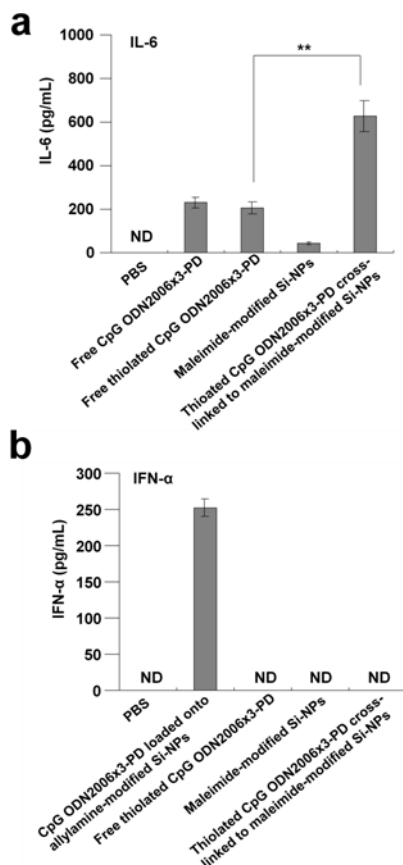 a
IL-6
**
1000
800
600
400
200
0
IL-6 (pg/mL)
ND
PBS
Free CpG ODN2006x3-PD
Free thiolated CpG ODN2006x3-PD
Maleimide-modified Si-NPs
Thioated CpG ODN2006x3-PD cross-
linked to maleimide-modified Si-NPs
b
IFN-α
300
250
200
150
100
50
0
IFN-α (pg/mL)
ND
ND
ND
ND
PBS
CpG ODN2006x3-PD loaded onto
allylamine-modified Si-NPs
Free thiolated CpG ODN2006x3-PD
Maleimide-modified Si-NPs
Thiolated CpG ODN2006x3-PD cross-
linked to maleimide-modified Si-NPs